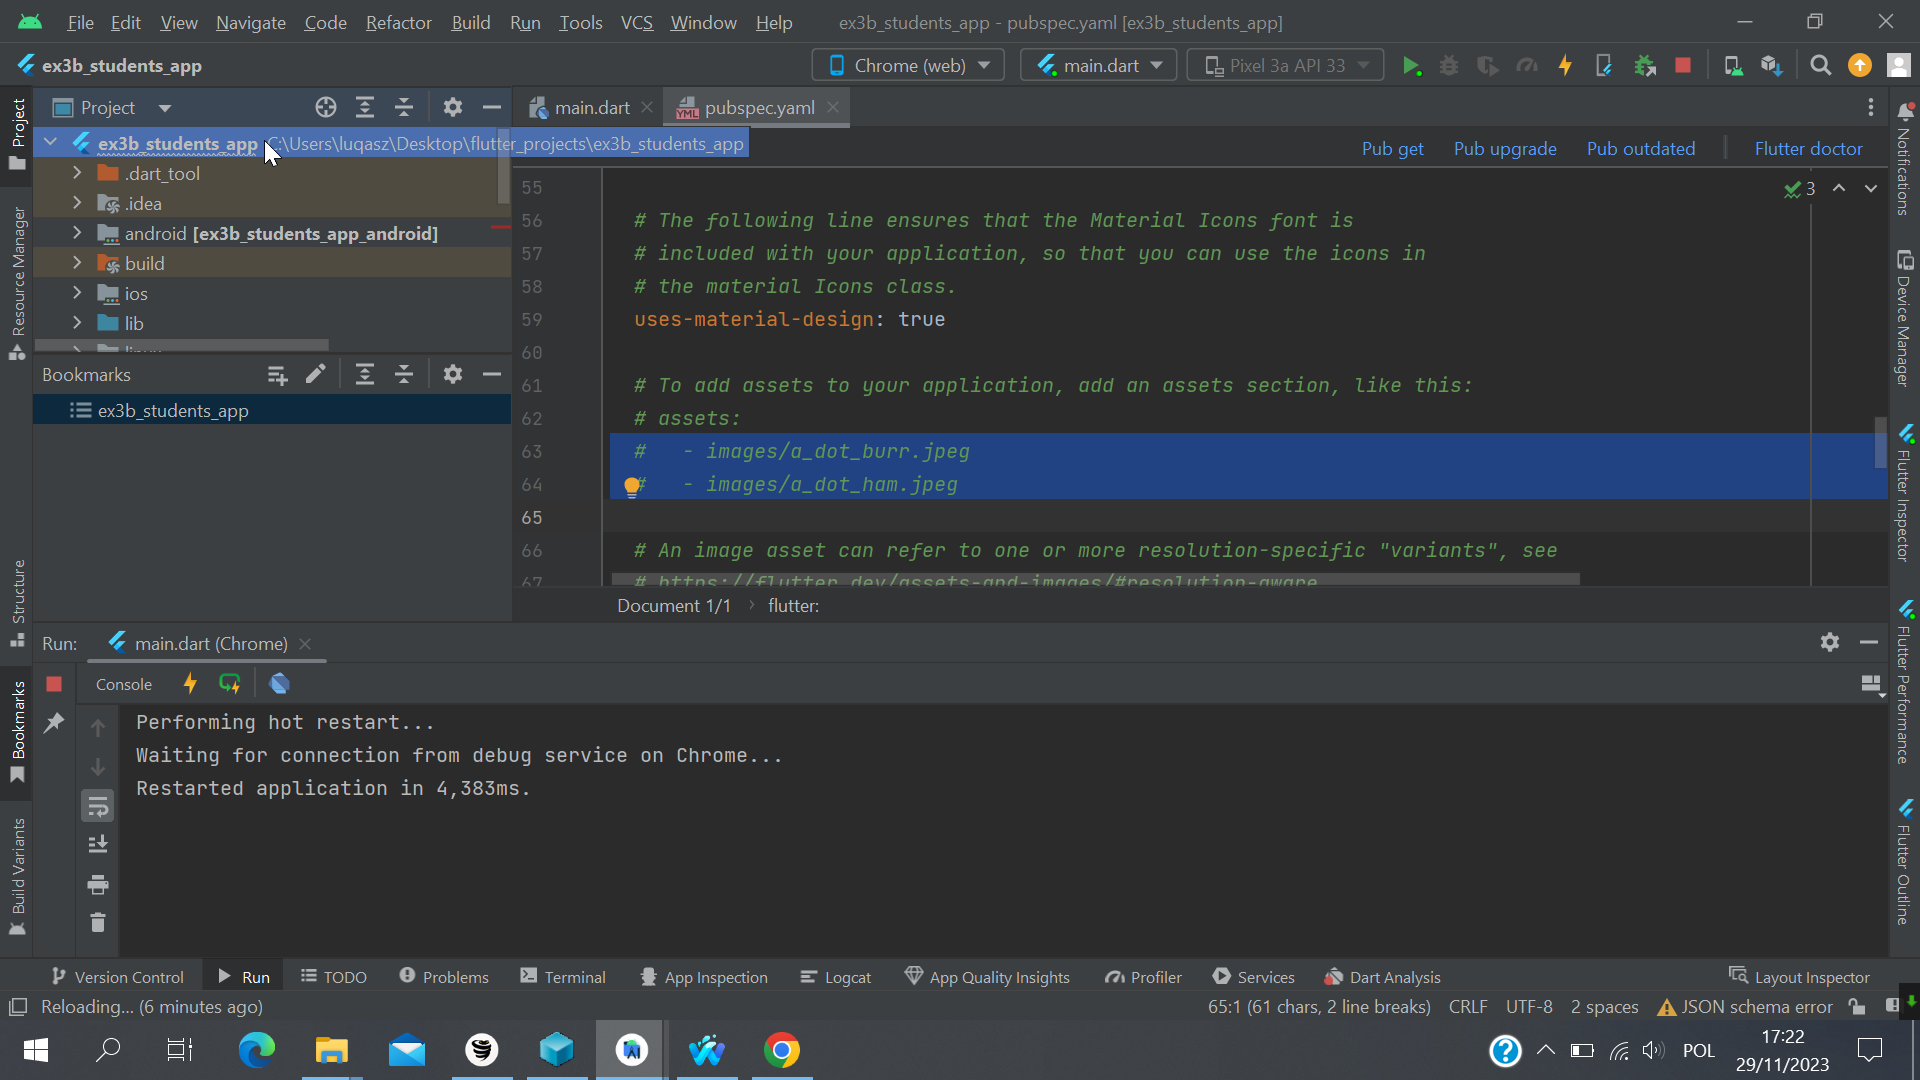 File Edit View Navigate Code Refactor Build Run Tools VCS Window Help ex3b_students_app - pubspec.yaml [ex3b_students_app]
ex3b_students_app Chrome (web) main.dart Pixel 3a API 33
Project main.dart pubspec.yaml
ex3b_students_app C:\Users\luqasz\Desktop\flutter_projects\ex3b_students_app
Pub get Pub upgrade Pub outdated Flutter doctor
.dart_tool
.idea
android [ex3b_students_app_android]
build
ios
lib
Bookmarks
ex3b_students_app
55
3
56 # The following line ensures that the Material Icons font is
57 # included with your application, so that you can use the icons in
58 # the material Icons class.
59 uses-material-design: true
60
61 # To add assets to your application, add an assets section, like this:
62 # assets:
63 #   - images/a_dot_burr.jpeg
64 #   - images/a_dot_ham.jpeg
65
66 # An image asset can refer to one or more resolution-specific "variants", see
67 # https://flutter.dev/assets-and-images/#resolution-aware
Document 1/1 flutter:
Run: main.dart (Chrome)
Console
Performing hot restart...
Waiting for connection from debug service on Chrome...
Restarted application in 4,383ms.
Project
Resource Manager
Structure
Bookmarks
Build Variants
Notifications
Device Manager
Flutter Inspector
Flutter Performance
Flutter Outline
Version Control Run TODO Problems Terminal App Inspection Logcat App Quality Insights Profiler Services Dart Analysis Layout Inspector
Reloading... (6 minutes ago) 65:1 (61 chars, 2 line breaks) CRLF UTF-8 2 spaces JSON schema error
POL
17:22
29/11/2023